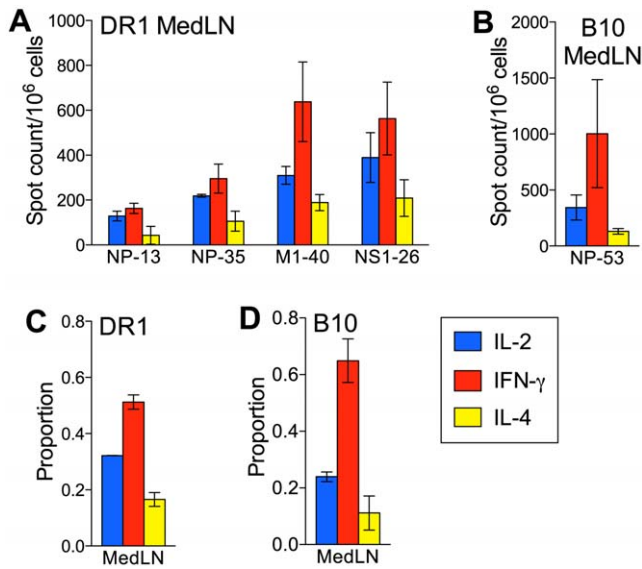 A DR1 MedLN
Spot count/10⁶ cells
1000
800
600
400
200
0
NP-13 NP-35 M1-40 NS1-26
B B10
MedLN
Spot count/10⁶ cells
2000
1500
1000
500
0
NP-53
C DR1
Proportion
0.8
0.6
0.4
0.2
0.0
MedLN
D B10
Proportion
0.8
0.6
0.4
0.2
0.0
MedLN
IL-2
IFN-γ
IL-4